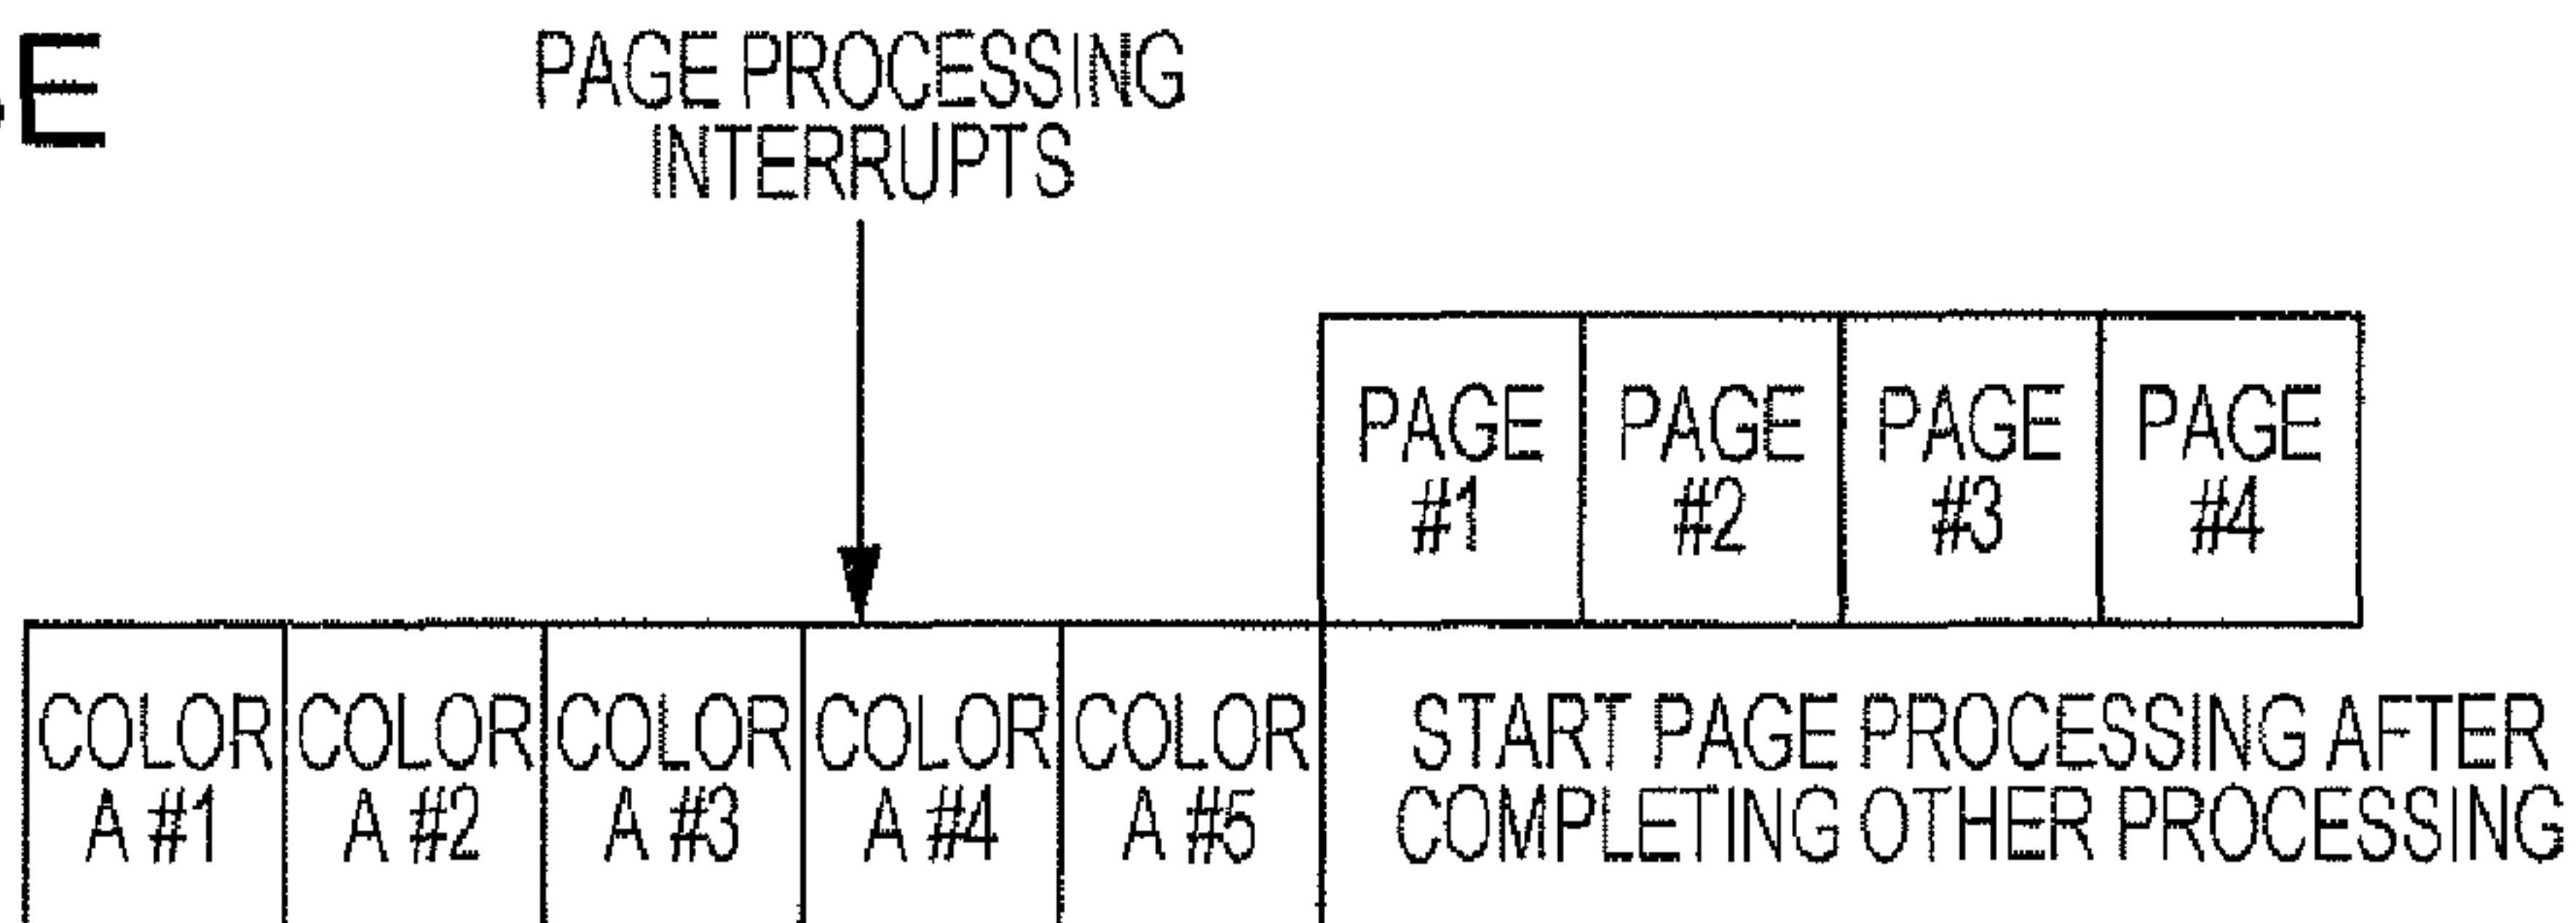 E
PAGE PROCESSING
INTERRUPTS
PAGE
#1
PAGE
#2
PAGE
#3
PAGE
#4
COLOR
A #1
COLOR
A #2
COLOR
A #3
COLOR
A #4
COLOR
A #5
START PAGE PROCESSING AFTER
COMPLETING OTHER PROCESSING